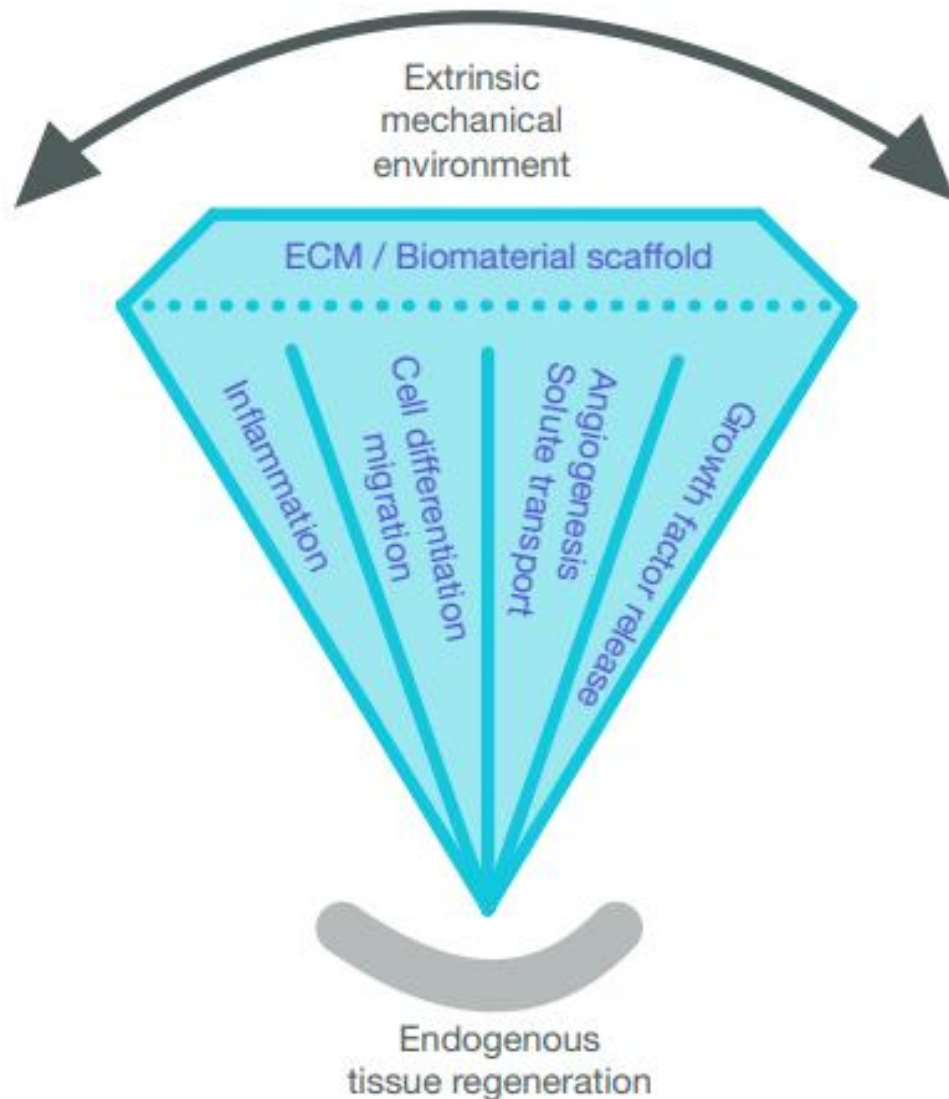 Extrinsic
mechanical
environment
ECM / Biomaterial scaffold
Inflammation
Cell differentiation
migration
Angiogenesis
Solute transport
Growth factor release
Endogenous
tissue regeneration